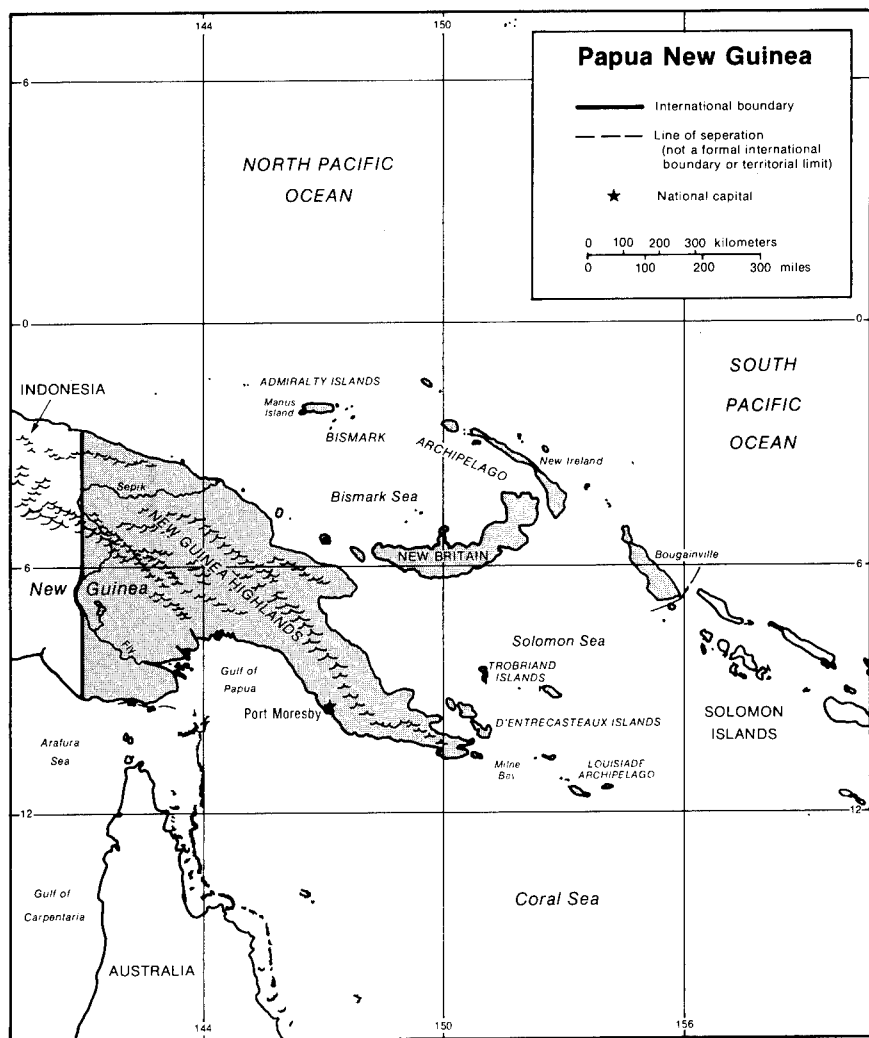 144
150
156
6
Papua New Guinea
International boundary
Line of seperation
(not a formal international
boundary or territorial limit)
National capital
0 100 200 300 kilometers
0 100 200 300 miles
NORTH PACIFIC
OCEAN
0
0
SOUTH
PACIFIC
OCEAN
INDONESIA
ADMIRALTY ISLANDS
Manus
Island
BISMARK
ARCHIPELAGO
New Ireland
Sepik
Bismark Sea
NEW GUINEA HIGHLANDS
NEW BRITAIN
Bougainville
6
6
New Guinea
Fly
Gulf of
Papua
Solomon Sea
TROBRIAND
ISLANDS
Port Moresby
D'ENTRECASTEAUX ISLANDS
SOLOMON
ISLANDS
Arafura
Sea
Milne
Bay
LOUISIADE
ARCHIPELAGO
12
12
Gulf of
Carpentaria
Coral Sea
AUSTRALIA
144
150
156